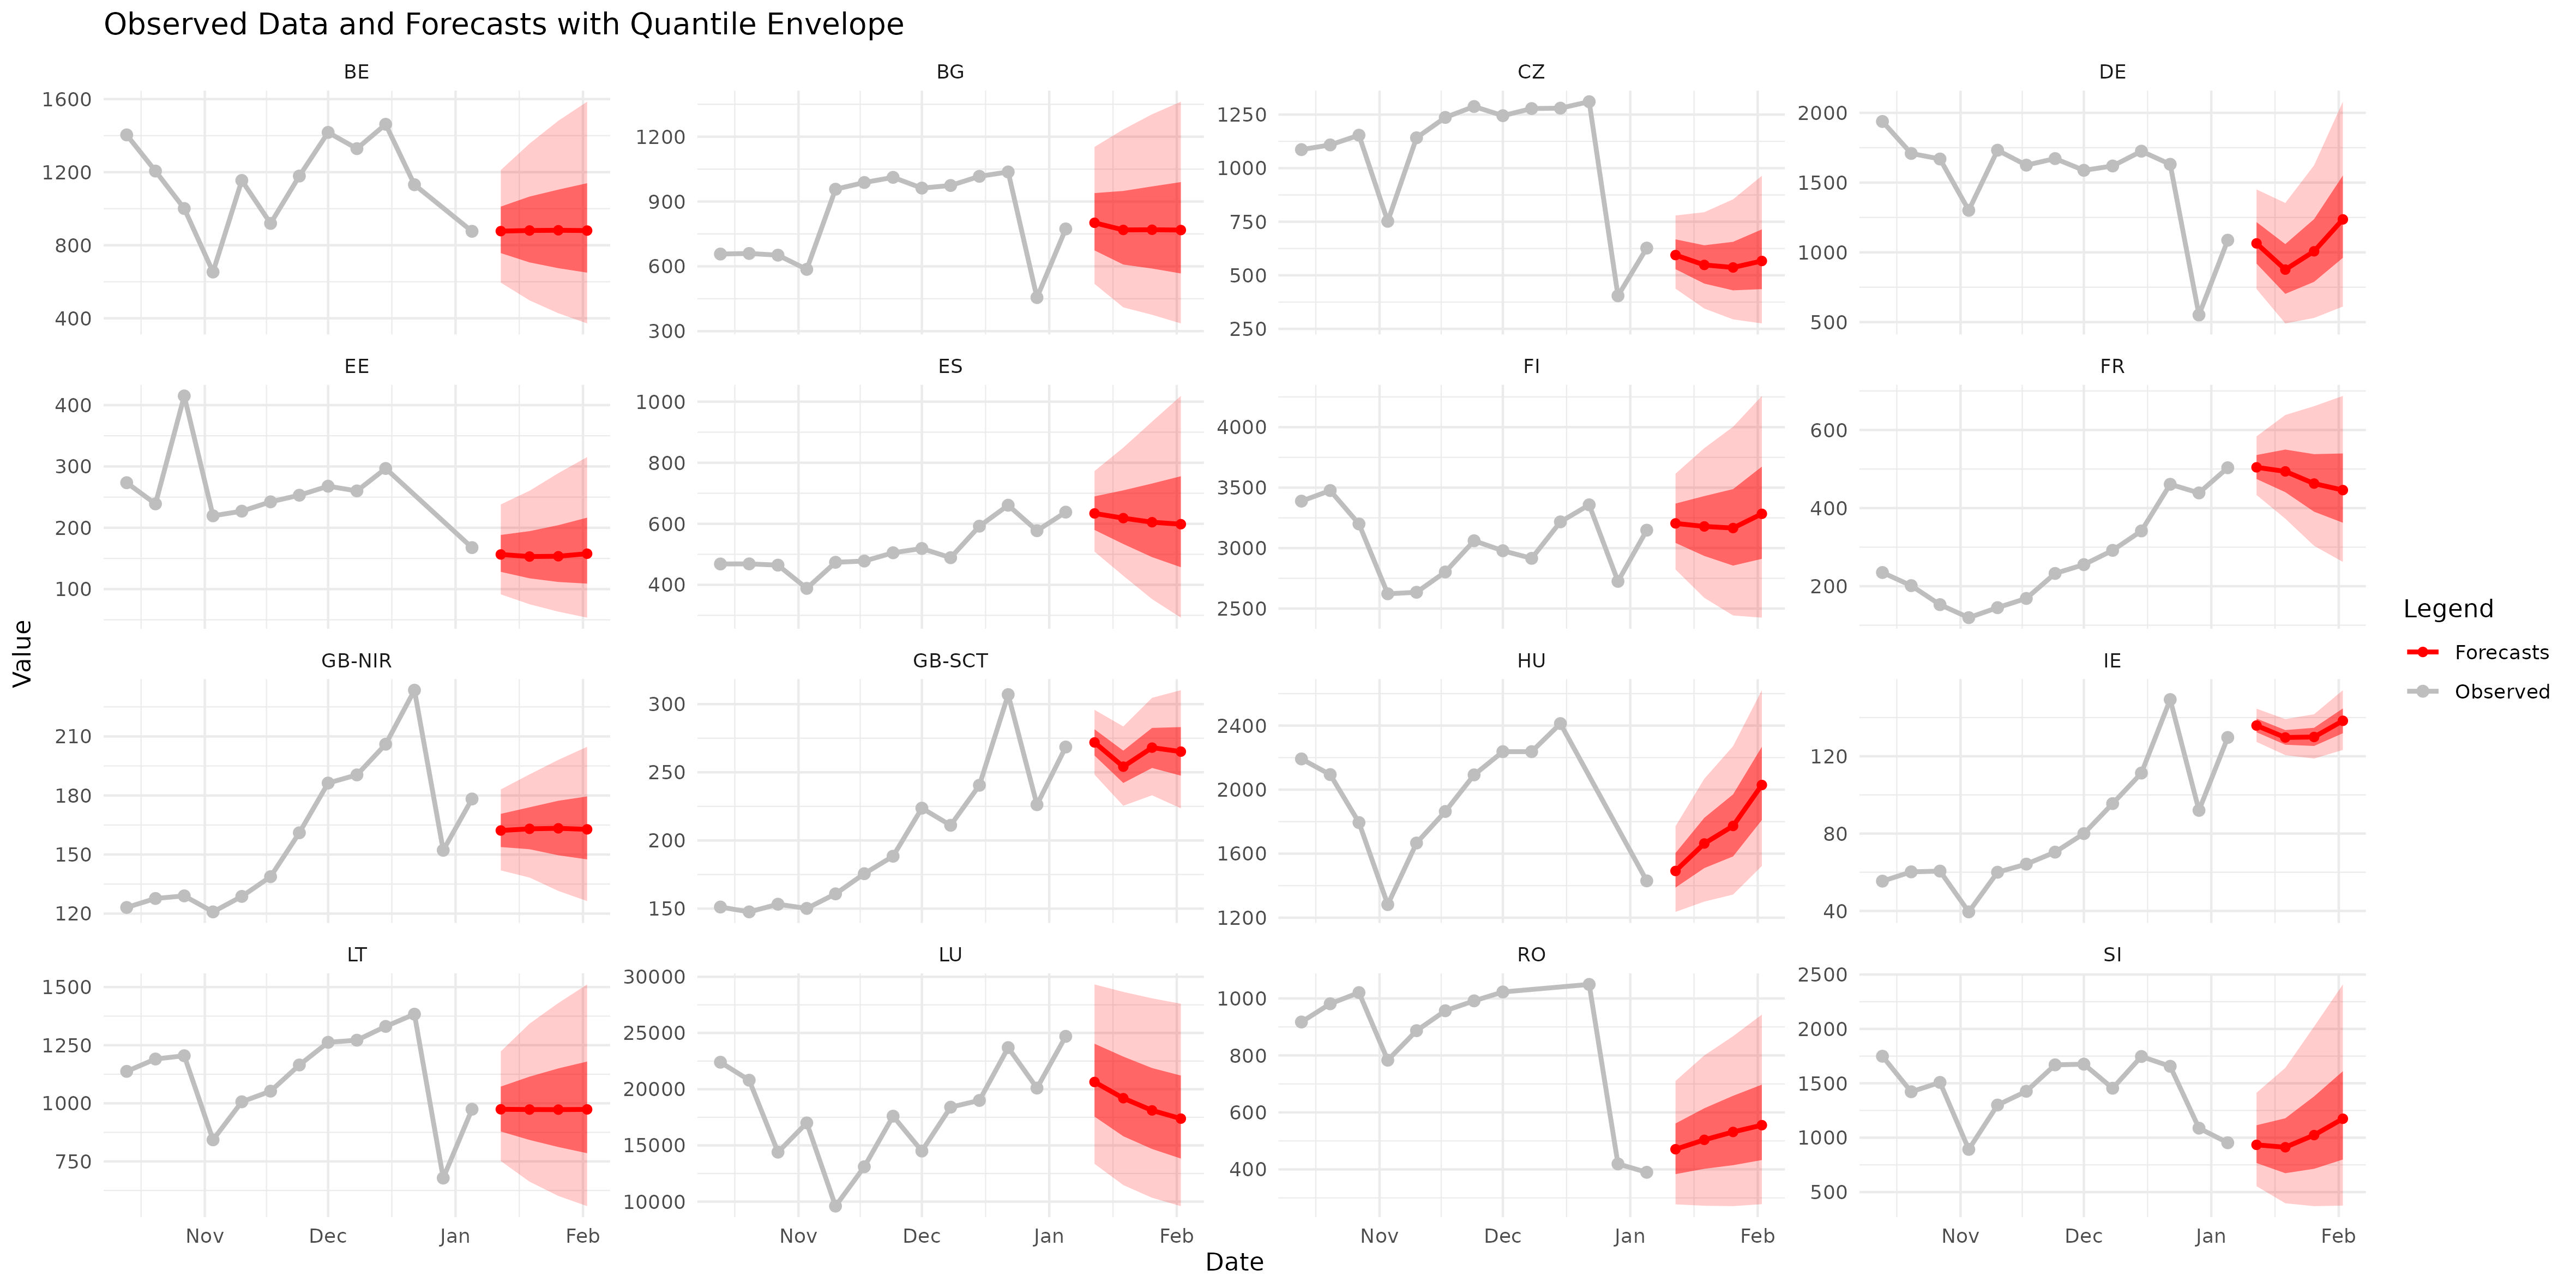 Observed Data and Forecasts with Quantile Envelope
BE
BG
CZ
DE
1600
1200
800
400
1200
900
600
300
1250
1000
750
500
250
2000
1500
1000
500
EE
ES
FI
FR
400
300
200
100
1000
800
600
400
4000
3500
3000
2500
600
400
200
Value
GB-NIR
GB-SCT
HU
IE
210
180
150
120
300
250
200
150
2400
2000
1600
1200
120
80
40
Legend
Forecasts
Observed
LT
LU
RO
SI
1500
1250
1000
750
30000
25000
20000
15000
10000
1000
800
600
400
2500
2000
1500
1000
500
Nov Dec Jan Feb
Nov Dec Jan Feb
Nov Dec Jan Feb
Nov Dec Jan Feb
Date